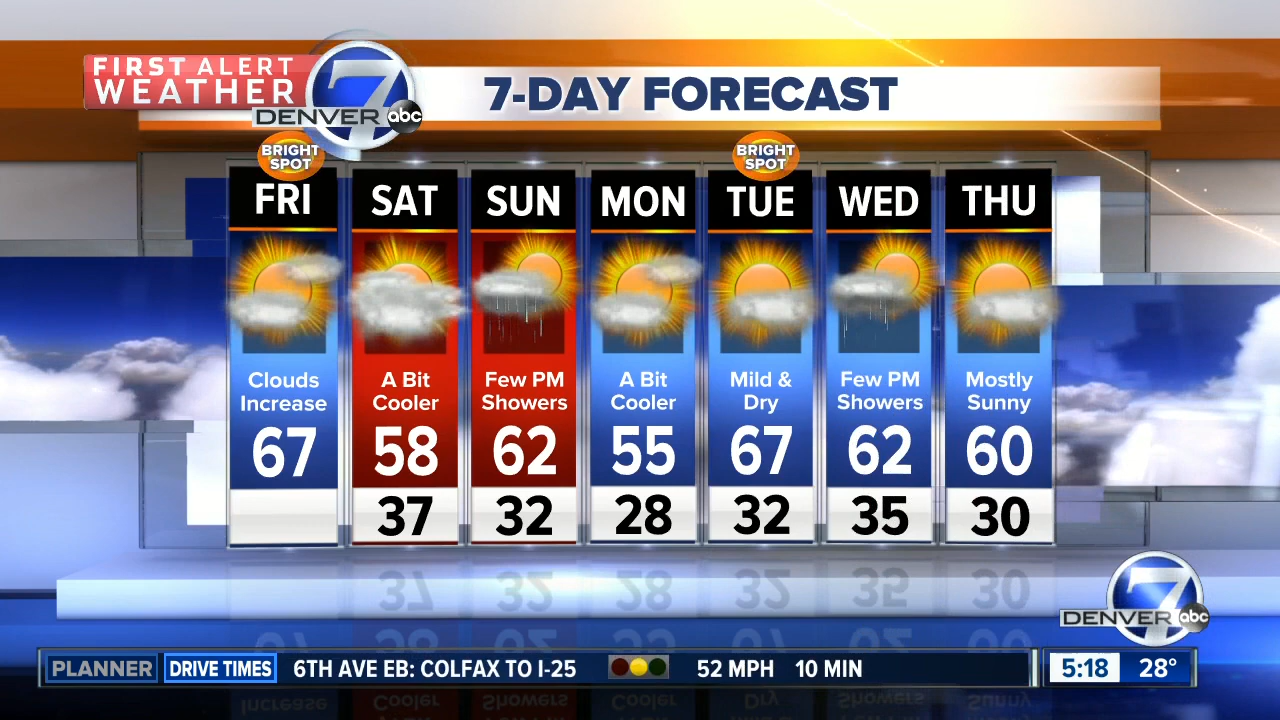 FIRST ALERT
WEATHER
7
DENVER abc
7-DAY FORECAST
BRIGHT
SPOT
BRIGHT
SPOT
FRI SAT SUN MON TUE WED THU
Clouds
Increase
A Bit
Cooler
Few PM
Showers
A Bit
Cooler
Mild &
Dry
Few PM
Showers
Mostly
Sunny
67 58 62 55 67 62 60
37 32 28 32 35 30
7
DENVER abc
PLANNER DRIVE TIMES 6TH AVE EB: COLFAX TO I-25 52 MPH 10 MIN 5:18 28°